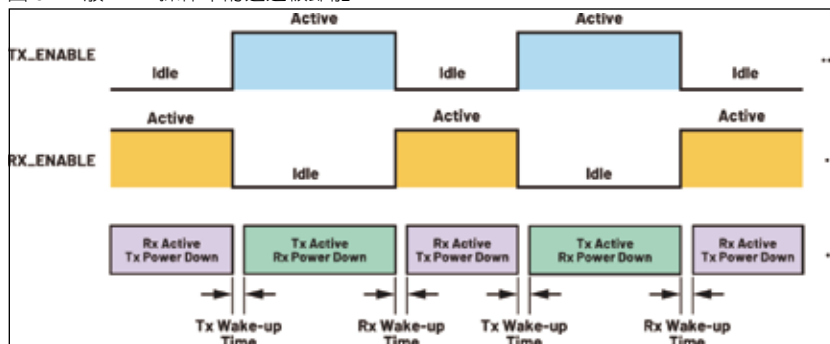 Active
Active
TX_ENABLE
Idle
Idle
Idle
Active
Active
Active
RX_ENABLE
Idle
Idle
Rx Active
Tx Power Down
Tx Active
Rx Power Down
Rx Active
Tx Power Down
Tx Active
Rx Power Down
Rx Active
Tx Power Down
Tx Wake-up
Time
Rx Wake-up
Time
Tx Wake-up
Time
Rx Wake-up
Time